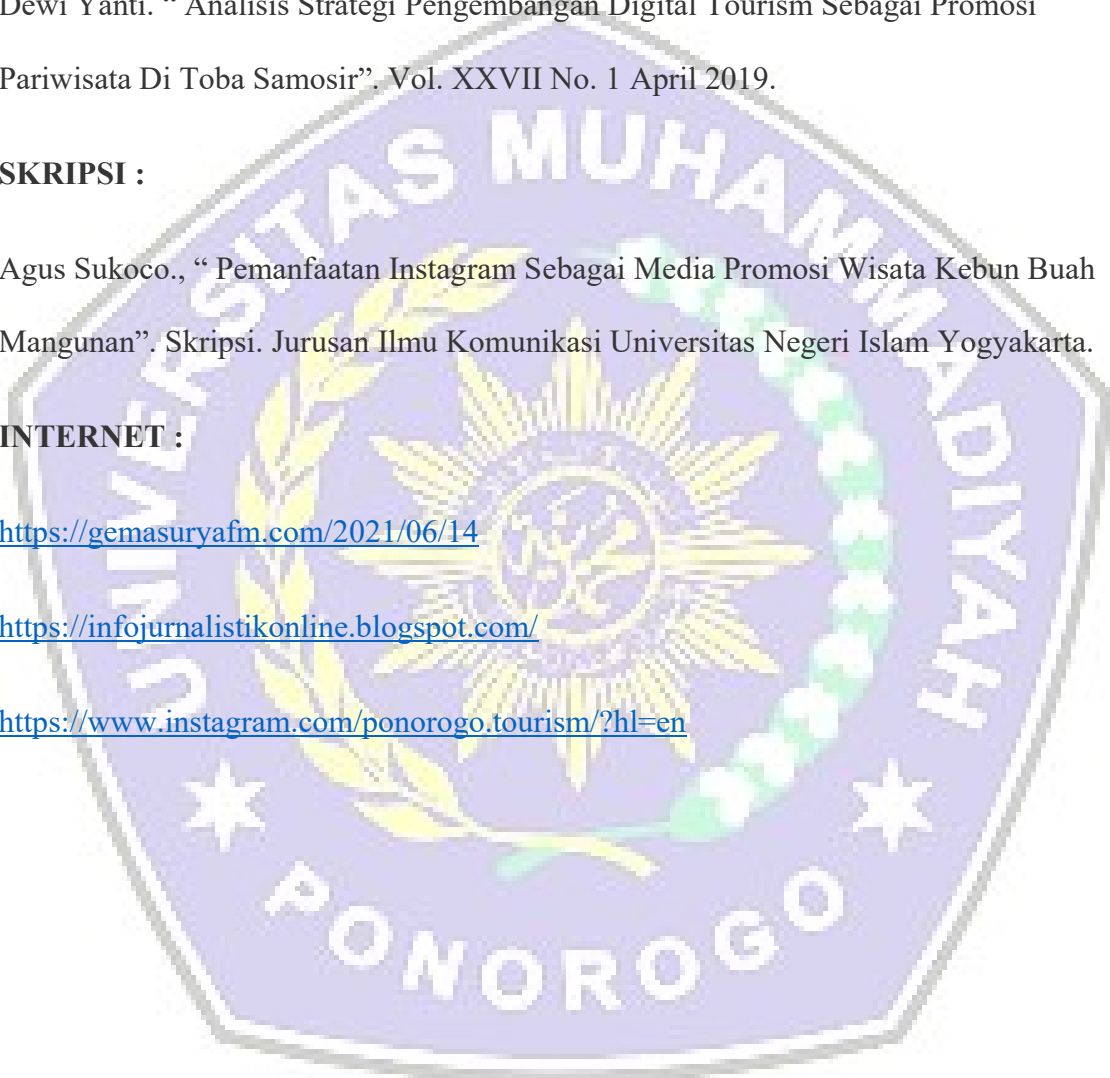 Dewi Yanti. “ Analisis Strategi Pengembangan Digital Tourism Sebagai Promosi
Pariwisata Di Toba Samosir”. Vol. XXVII No. 1 April 2019.
SKRIPSI :
Agus Sukoco., “ Pemanfaatan Instagram Sebagai Media Promosi Wisata Kebun Buah
Mangunan”. Skripsi. Jurusan Ilmu Komunikasi Universitas Negeri Islam Yogyakarta.
INTERNET :
https://gemasuryafm.com/2021/06/14
https://infojurnalistikonline.blogspot.com/
https://www.instagram.com/ponorogo.tourism/?hl=en
UNIVERSITAS MUHAMMADIYAH
PONOROGO